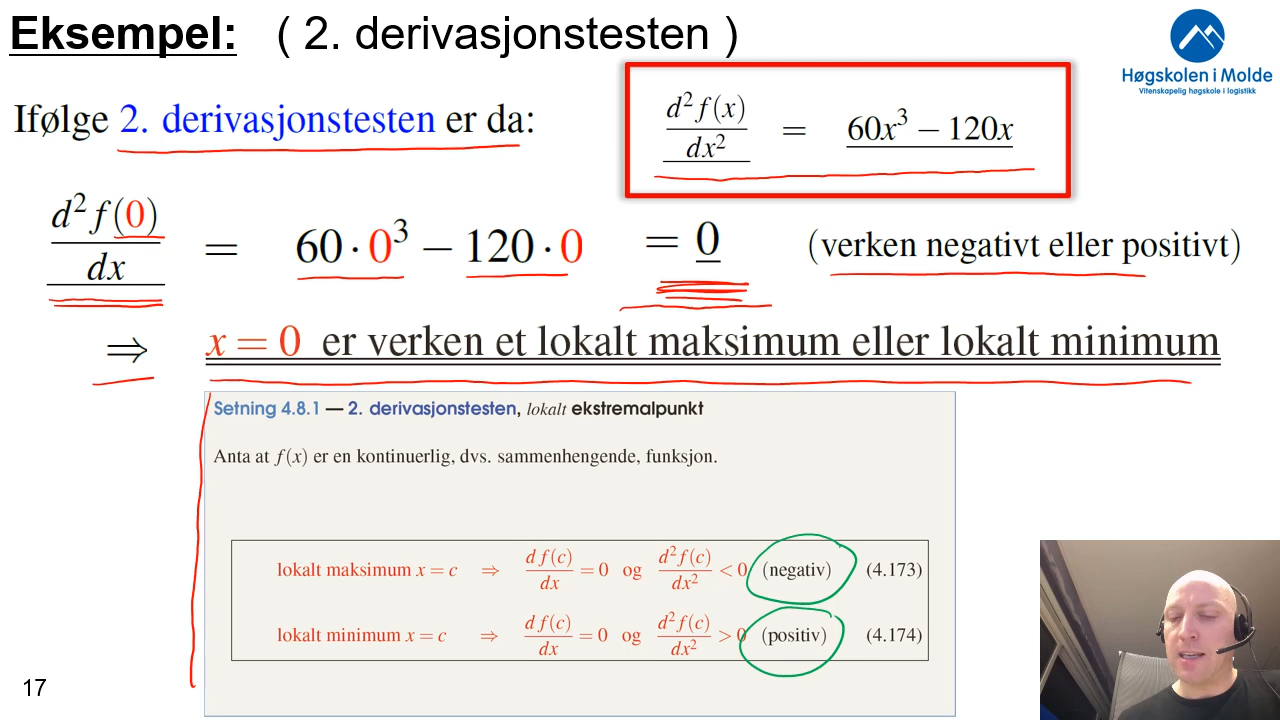 Eksempel: ( 2. derivasjonstesten )
Høgskolen i Molde
Vitenskapelig høgskole i logistikk
Ifølge 2. derivasjonstesten er da:
d²f(x)/dx² = 60x³ − 120x
d²f(0)/dx = 60 · 0³ − 120 · 0 = 0 (verken negativt eller positivt)
⇒ x = 0 er verken et lokalt maksimum eller lokalt minimum
Setning 4.8.1 — 2. derivasjonstesten, lokalt ekstremalpunkt
Anta at f(x) er en kontinuerlig, dvs. sammenhengende, funksjon.
lokalt maksimum x = c ⇒ df(c)/dx = 0 og d²f(c)/dx² < 0 (negativ) (4.173)
lokalt minimum x = c ⇒ df(c)/dx = 0 og d²f(c)/dx² > 0 (positiv) (4.174)
17